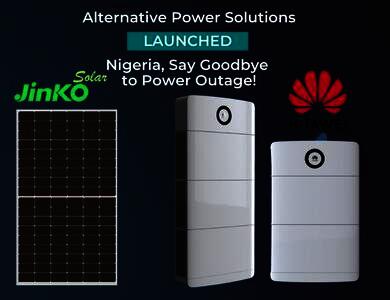 Alternative Power Solutions
LAUNCHED
Nigeria, Say Goodbye
to Power Outage!
Solar
JinKO